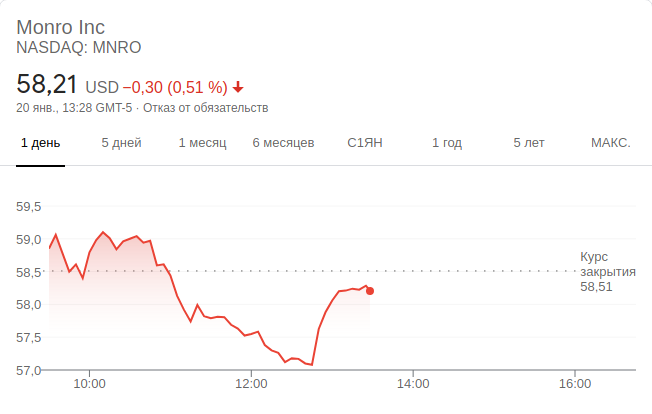 Monro Inc
NASDAQ: MNRO
58,21 USD −0,30 (0,51 %)
20 янв., 13:28 GMT-5 · Отказ от обязательств
1 день 5 дней 1 месяц 6 месяцев С1ЯН 1 год 5 лет МАКС.
59,5
59,0
Курс
58,5 закрытия
58,51
58,0
57,5
57,0
10:00 12:00 14:00 16:00